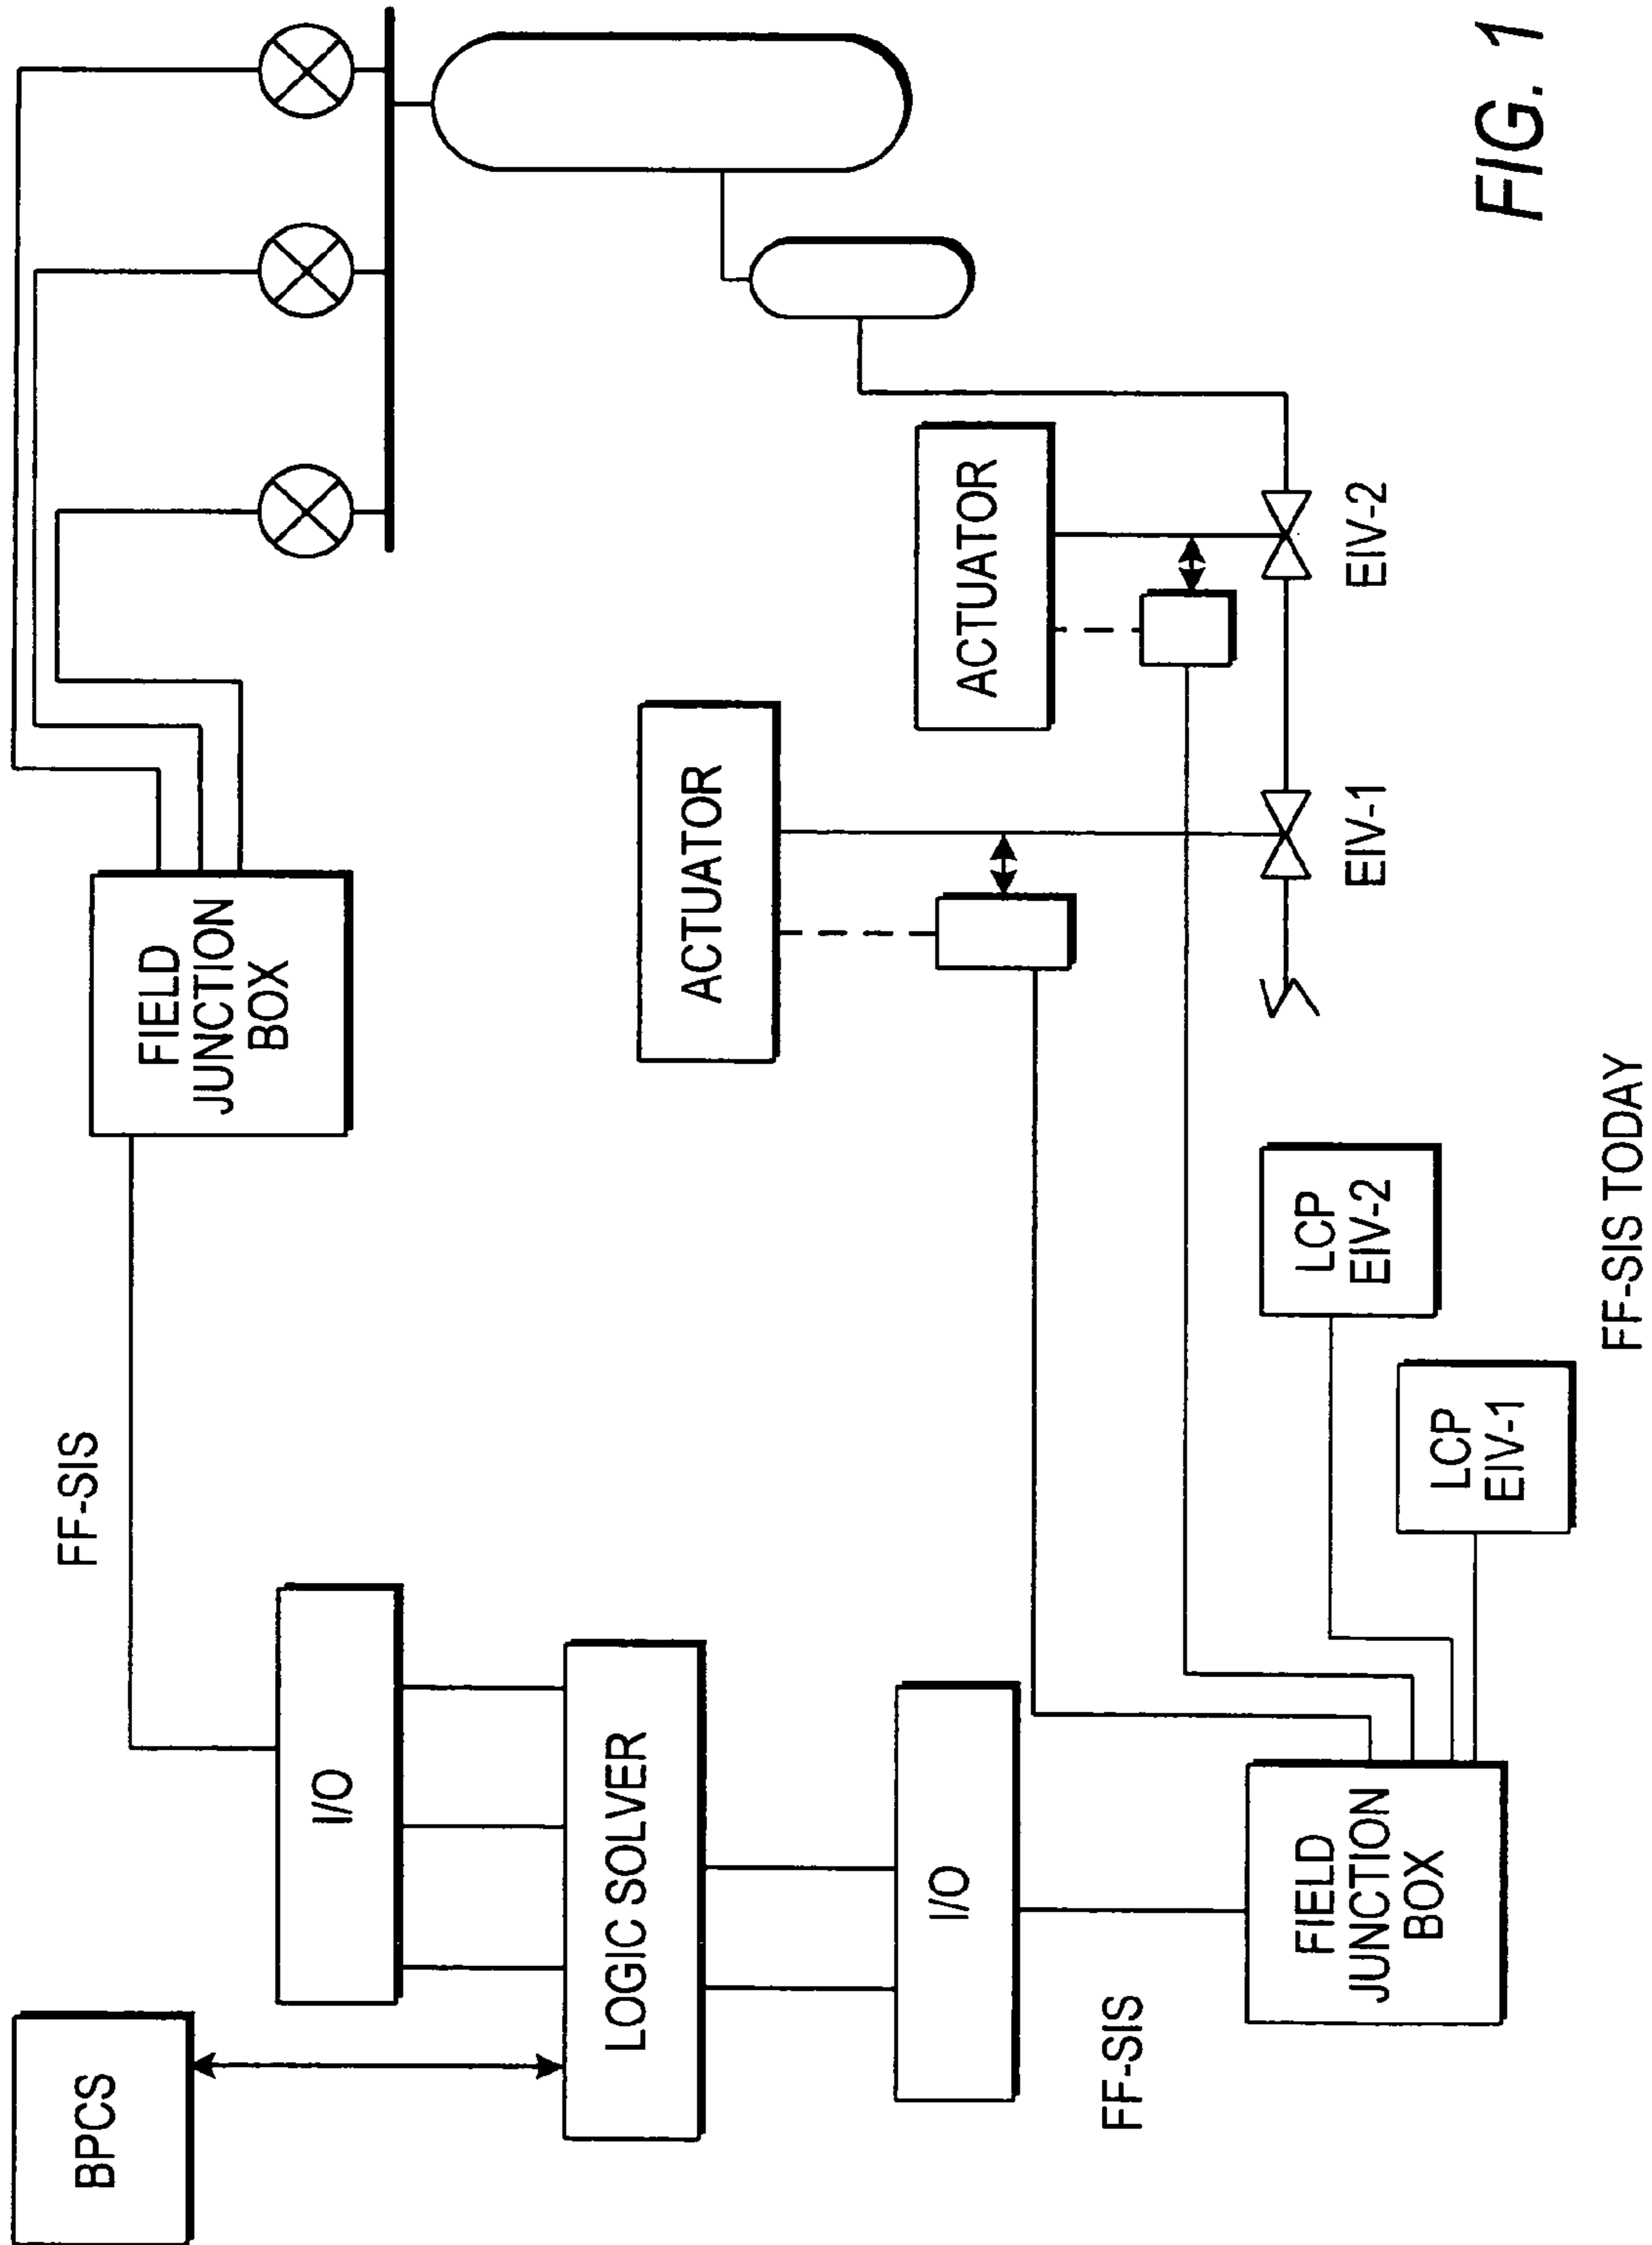 BPCS
FF-SIS
I/O
LOGIC SOLVER
I/O
FF-SIS
FIELD
JUNCTION
BOX
FIELD
JUNCTION
BOX
LCP
EIV-1
LCP
EIV-2
ACTUATOR
ACTUATOR
EIV-1
EIV-2
FF-SIS TODAY
FIG. 1